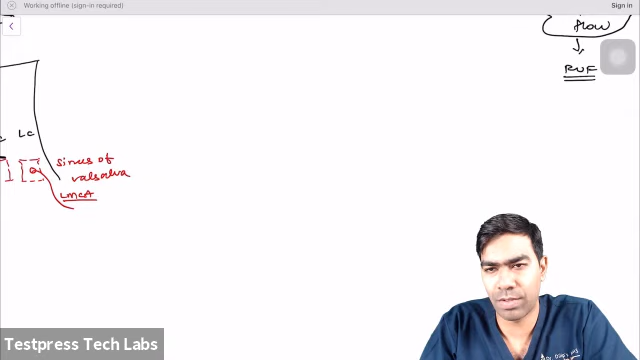 Working offline (sign-in required)
Sign in
flow
RVF
LC
sinus of
valsalva
LMCA
Testpress Tech Labs